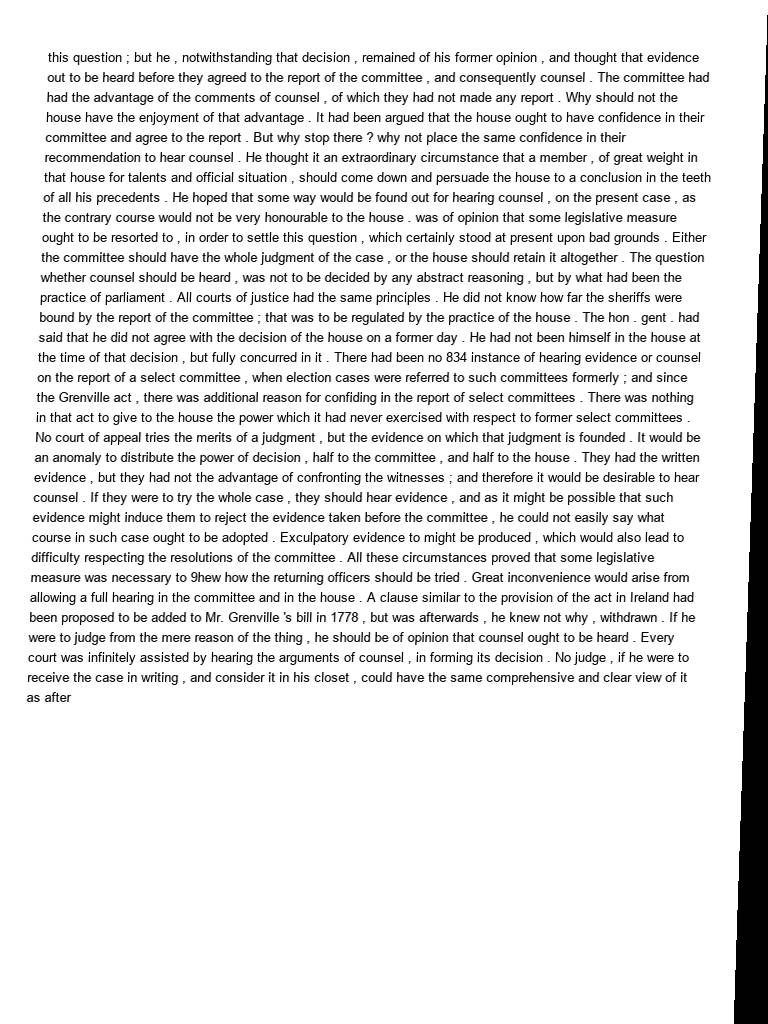 this question ; but he , notwithstanding that decision , remained of his former opinion , and thought that evidence
out to be heard before they agreed to the report of the committee , and consequently counsel . The committee had
had the advantage of the comments of counsel , of which they had not made any report . Why should not the
house have the enjoyment of that advantage . It had been argued that the house ought to have confidence in their
committee and agree to the report . But why stop there ? why not place the same confidence in their
recommendation to hear counsel . He thought it an extraordinary circumstance that a member , of great weight in
that house for talents and official situation , should come down and persuade the house to a conclusion in the teeth
of all his precedents . He hoped that some way would be found out for hearing counsel , on the present case , as
the contrary course would not be very honourable to the house . was of opinion that some legislative measure
ought to be resorted to , in order to settle this question , which certainly stood at present upon bad grounds . Either
the committee should have the whole judgment of the case , or the house should retain it altogether . The question
whether counsel should be heard , was not to be decided by any abstract reasoning , but by what had been the
practice of parliament . All courts of justice had the same principles . He did not know how far the sheriffs were
bound by the report of the committee ; that was to be regulated by the practice of the house . The hon . gent . had
said that he did not agree with the decision of the house on a former day . He had not been himself in the house at
the time of that decision , but fully concurred in it . There had been no 834 instance of hearing evidence or counsel
on the report of a select committee , when election cases were referred to such committees formerly ; and since
the Grenville act , there was additional reason for confiding in the report of select committees . There was nothing
in that act to give to the house the power which it had never exercised with respect to former select committees .
No court of appeal tries the merits of a judgment , but the evidence on which that judgment is founded . It would be
an anomaly to distribute the power of decision , half to the committee , and half to the house . They had the written
evidence , but they had not the advantage of confronting the witnesses ; and therefore it would be desirable to hear
counsel . If they were to try the whole case , they should hear evidence , and as it might be possible that such
evidence might induce them to reject the evidence taken before the committee , he could not easily say what
course in such case ought to be adopted . Exculpatory evidence to might be produced , which would also lead to
difficulty respecting the resolutions of the committee . All these circumstances proved that some legislative
measure was necessary to 9hew how the returning officers should be tried . Great inconvenience would arise from
allowing a full hearing in the committee and in the house . A clause similar to the provision of the act in Ireland had
been proposed to be added to Mr. Grenville 's bill in 1778 , but was afterwards , he knew not why , withdrawn . If he
were to judge from the mere reason of the thing , he should be of opinion that counsel ought to be heard . Every
court was infinitely assisted by hearing the arguments of counsel , in forming its decision . No judge , if he were to
receive the case in writing , and consider it in his closet , could have the same comprehensive and clear view of it
as after